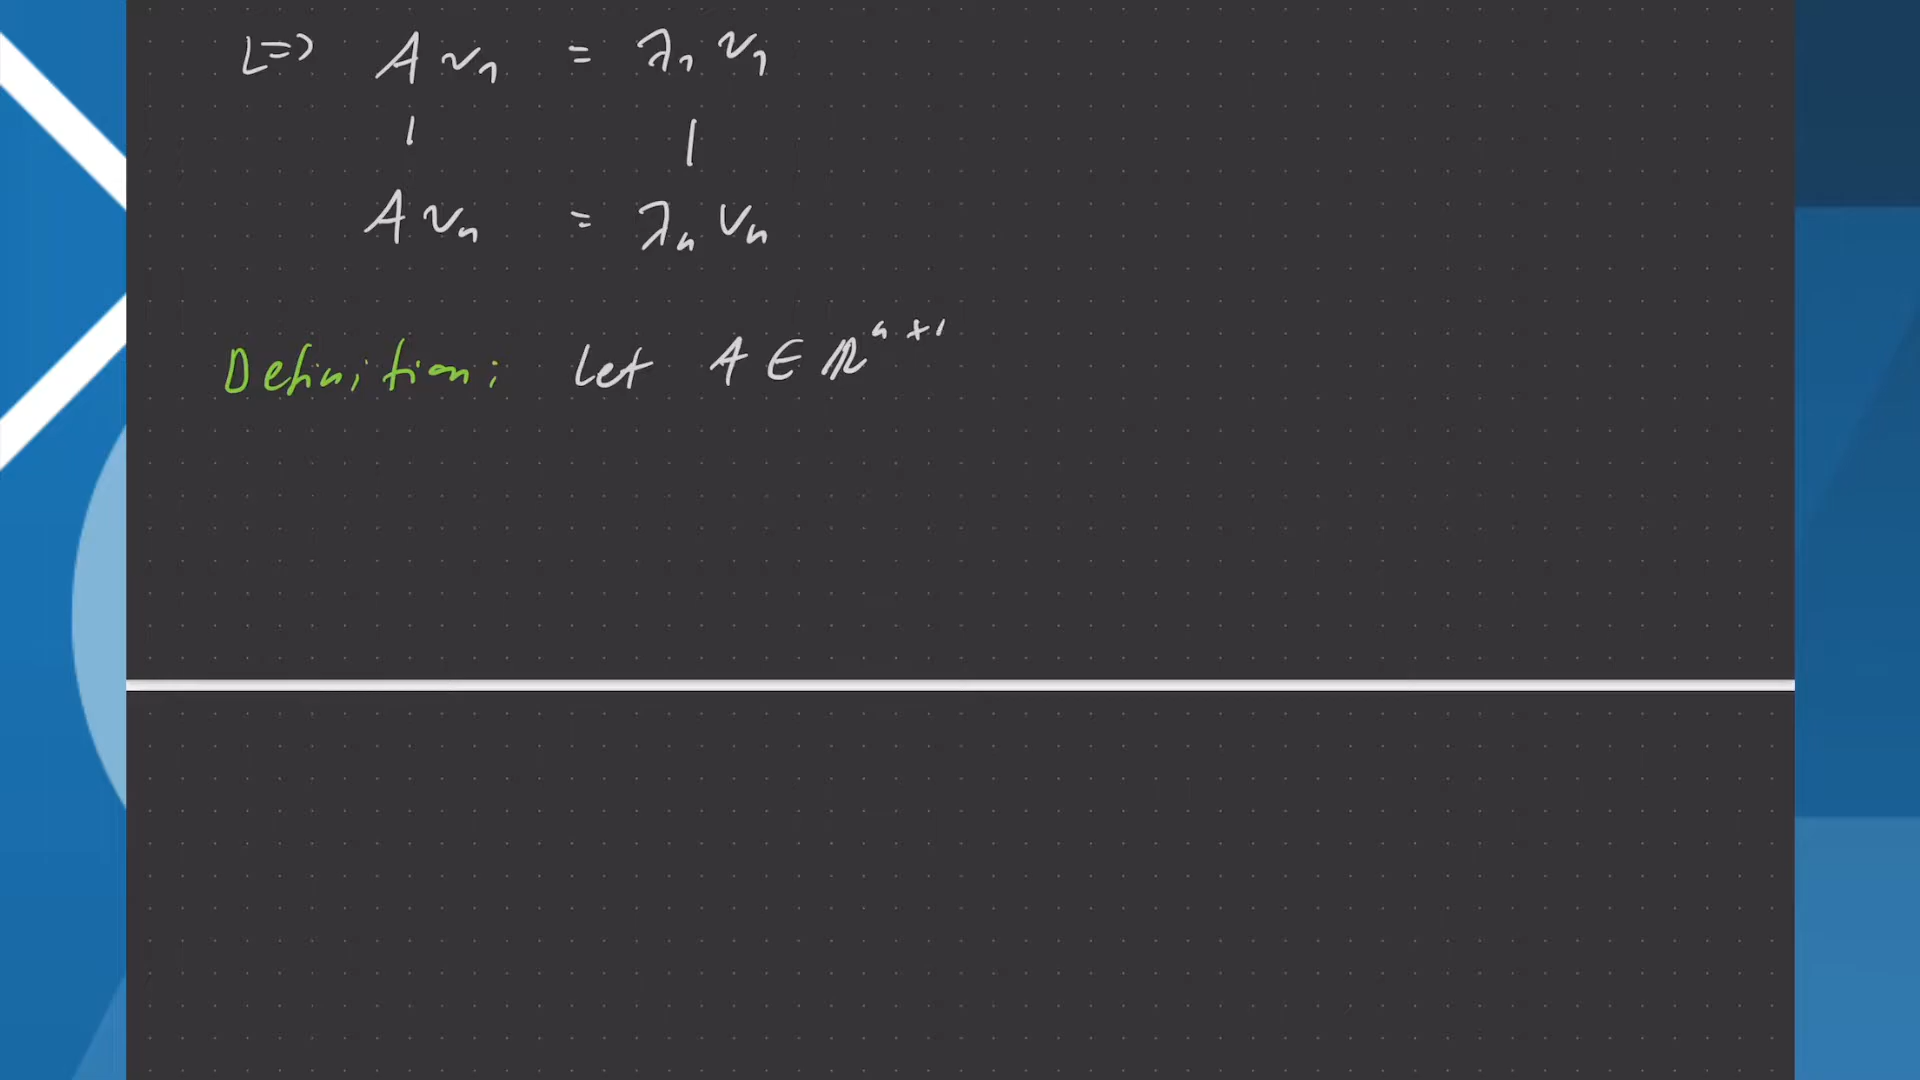 <=> A v₁ = λ₁ v₁
| |
A vₙ = λₙ vₙ
Definition: Let A ∈ ℝⁿ